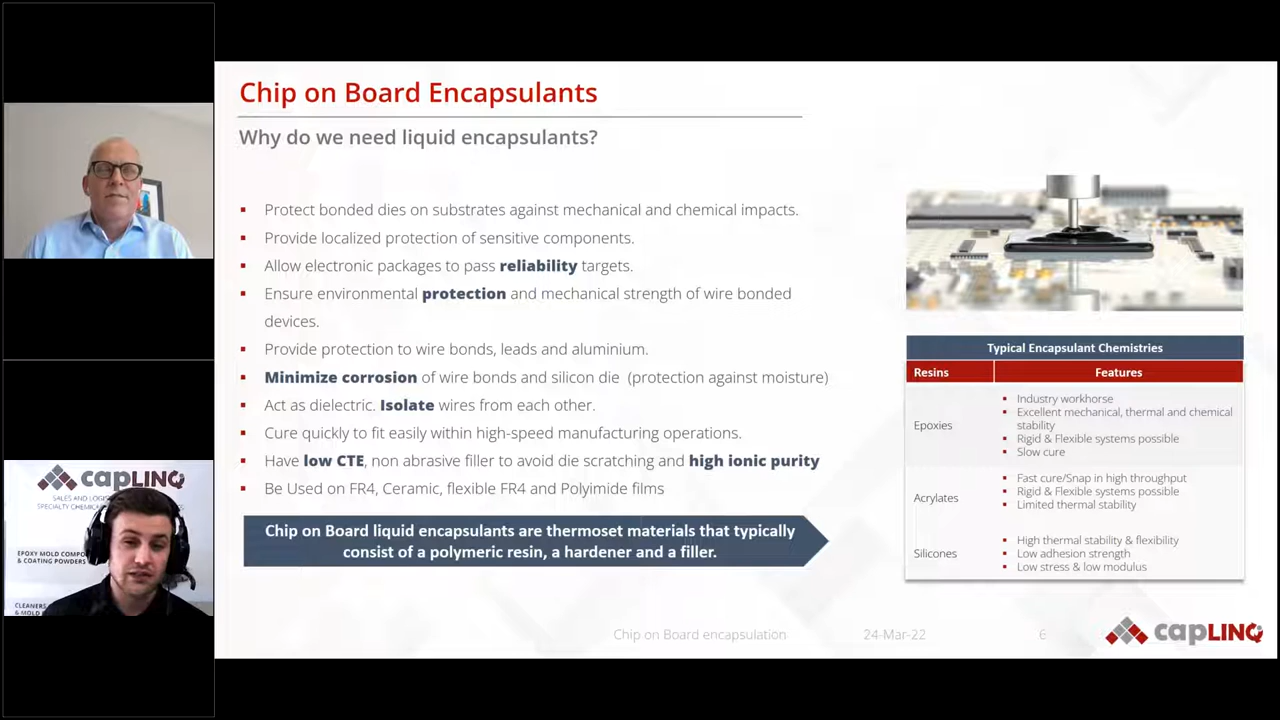 Chip on Board Encapsulants
Why do we need liquid encapsulants?
▪ Protect bonded dies on substrates against mechanical and chemical impacts.
▪ Provide localized protection of sensitive components.
▪ Allow electronic packages to pass reliability targets.
▪ Ensure environmental protection and mechanical strength of wire bonded
devices.
▪ Provide protection to wire bonds, leads and aluminium.
▪ Minimize corrosion of wire bonds and silicon die (protection against moisture)
▪ Act as dielectric. Isolate wires from each other.
▪ Cure quickly to fit easily within high-speed manufacturing operations.
▪ Have low CTE, non abrasive filler to avoid die scratching and high ionic purity
▪ Be Used on FR4, Ceramic, flexible FR4 and Polyimide films
Chip on Board liquid encapsulants are thermoset materials that typically
consist of a polymeric resin, a hardener and a filler.
Typical Encapsulant Chemistries
Resins Features
Epoxies
▪ Industry workhorse
▪ Excellent mechanical, thermal and chemical
stability
▪ Rigid & Flexible systems possible
▪ Slow cure
Acrylates
▪ Fast cure/Snap in high throughput
▪ Rigid & Flexible systems possible
▪ Limited thermal stability
Silicones
▪ High thermal stability & flexibility
▪ Low adhesion strength
▪ Low stress & low modulus
Chip on Board encapsulation 24-Mar-22 6
capLINQ
capLINQ
SALES AND
SPECIALTY
EPOXY MOLD
& COATING POWDERS
CLEANERS
& MOLD